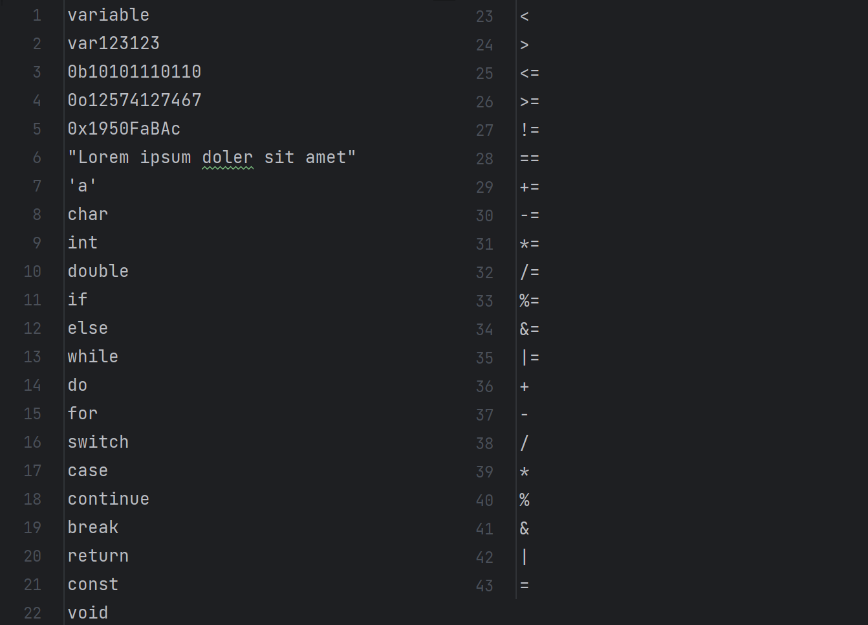 1 variable
2 var123123
3 0b10101110110
4 0o12574127467
5 0x1950FaBAc
6 "Lorem ipsum doler sit amet"
7 'a'
8 char
9 int
10 double
11 if
12 else
13 while
14 do
15 for
16 switch
17 case
18 continue
19 break
20 return
21 const
22 void
23 <
24 >
25 <=
26 >=
27 !=
28 ==
29 +=
30 -=
31 *=
32 /=
33 %=
34 &=
35 |=
36 +
37 -
38 /
39 *
40 %
41 &
42 |
43 =